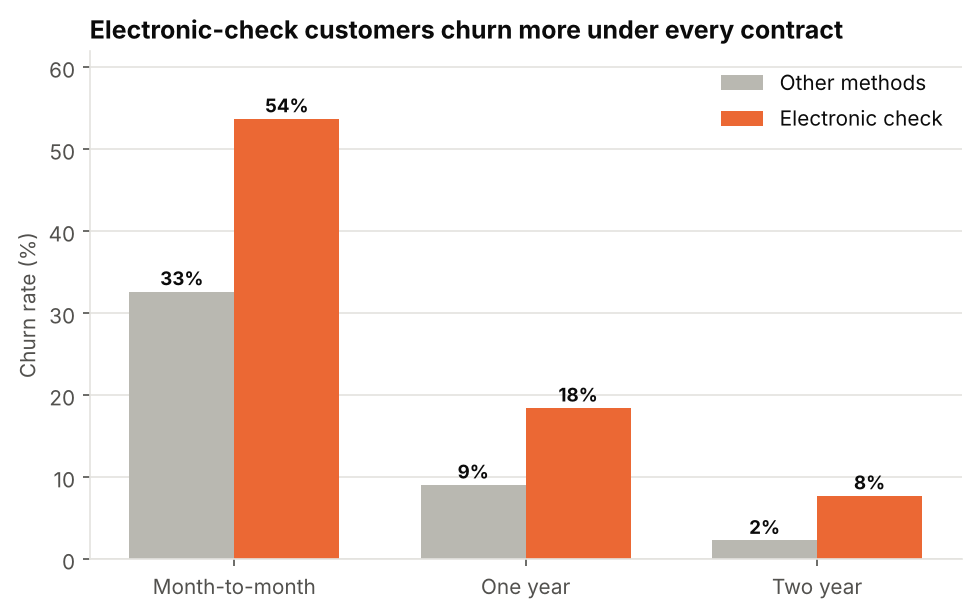 Electronic-check customers churn more under every contract
Other methods
Electronic check
Churn rate (%)
60
50
40
30
20
10
0
33%
54%
9%
18%
2%
8%
Month-to-month
One year
Two year